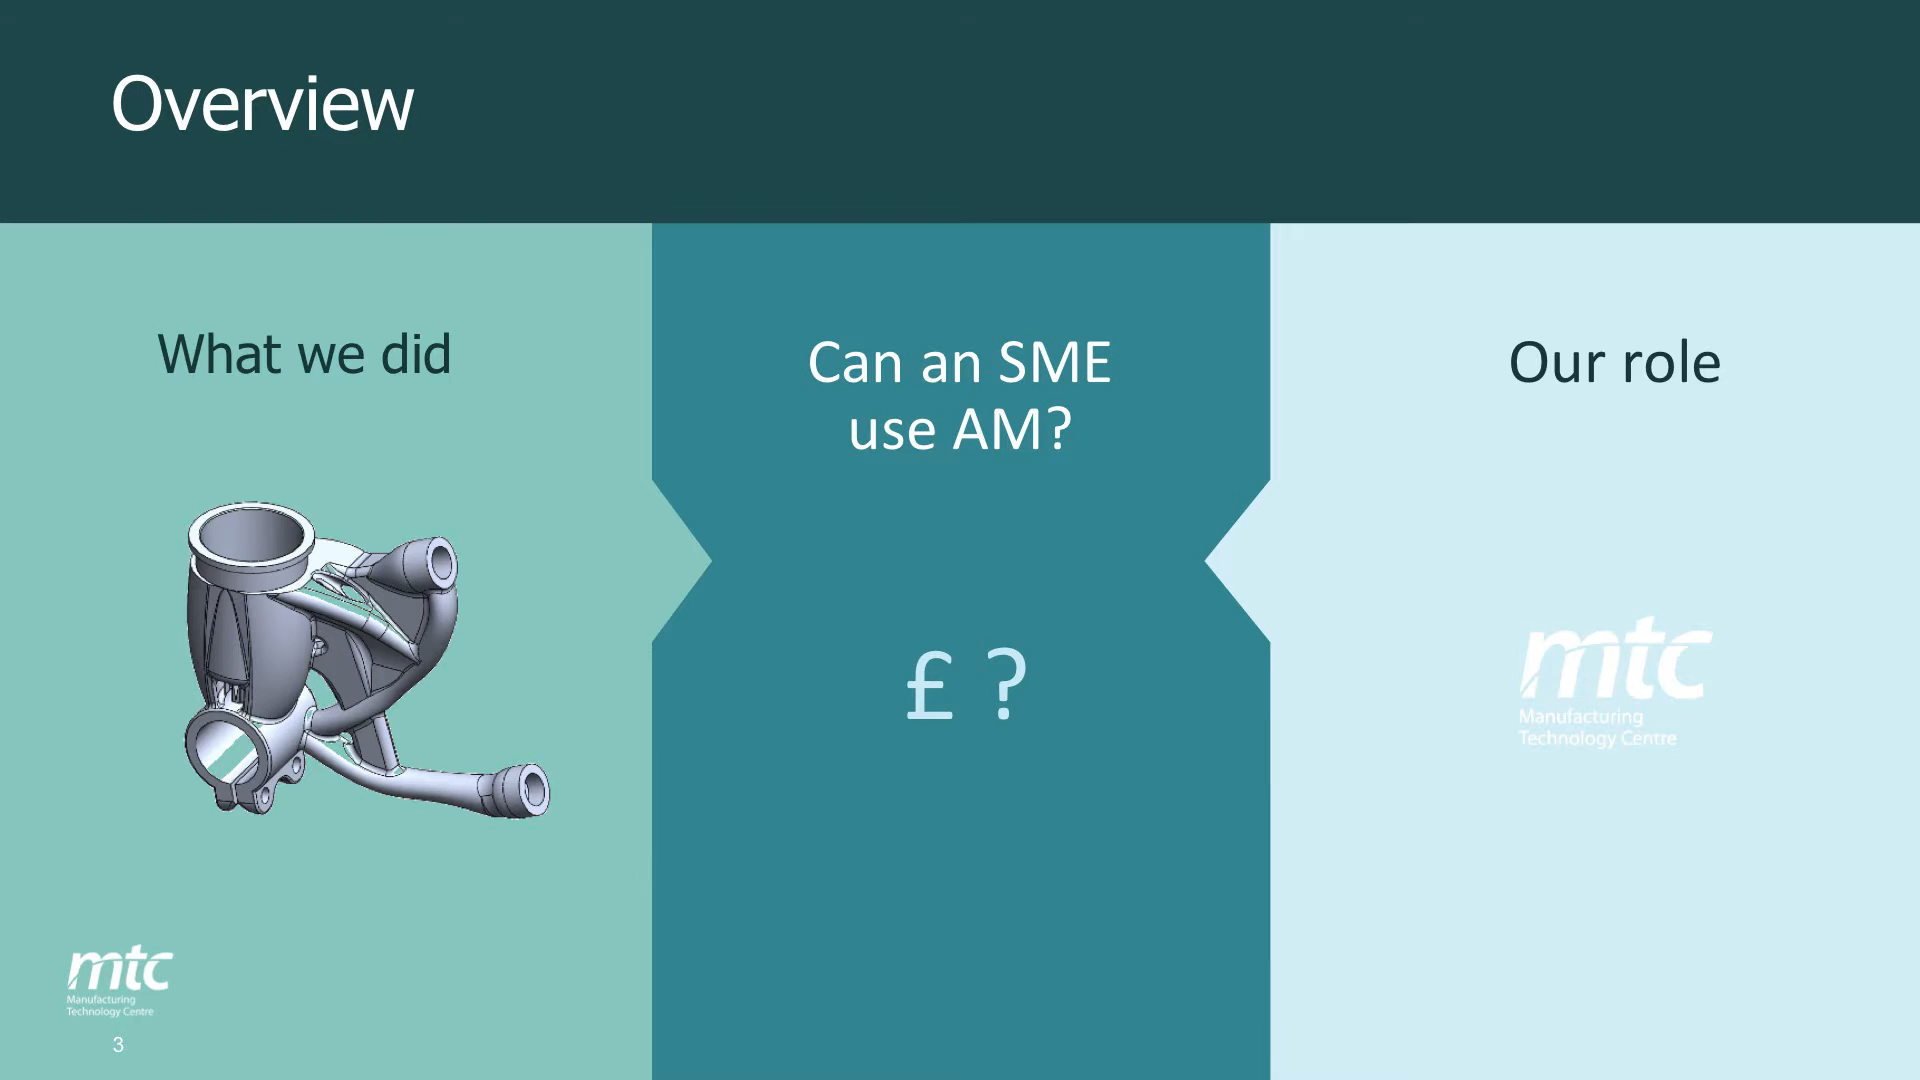 Overview
What we did
Can an SME
use AM?
£ ?
Our role
mtc
Manufacturing
Technology Centre
mtc
Manufacturing
Technology Centre
3